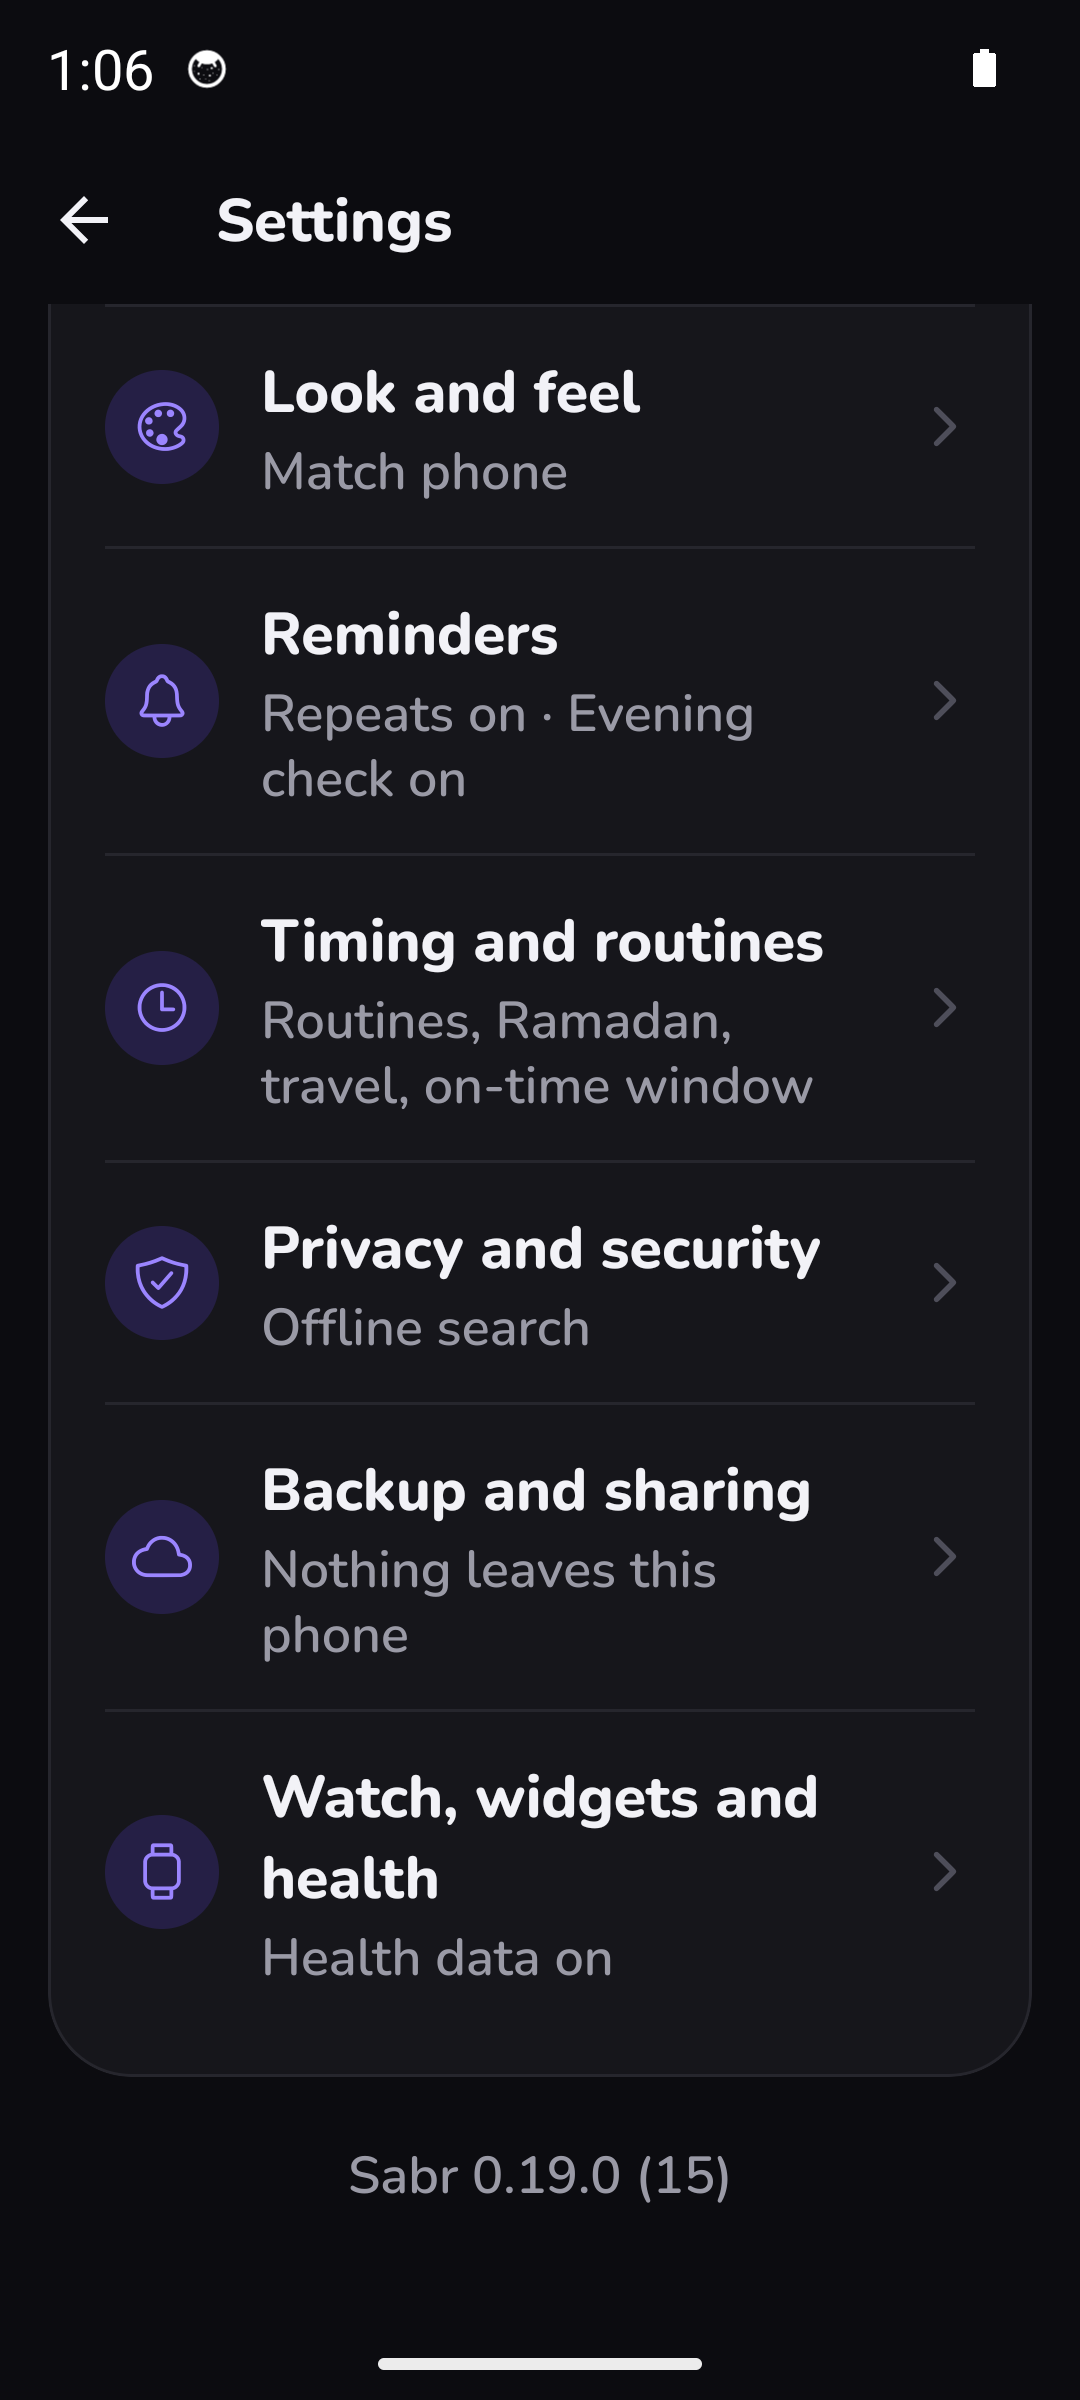 1:06
Settings
Look and feel
Match phone
Reminders
Repeats on · Evening
check on
Timing and routines
Routines, Ramadan,
travel, on-time window
Privacy and security
Offline search
Backup and sharing
Nothing leaves this
phone
Watch, widgets and
health
Health data on
Sabr 0.19.0 (15)